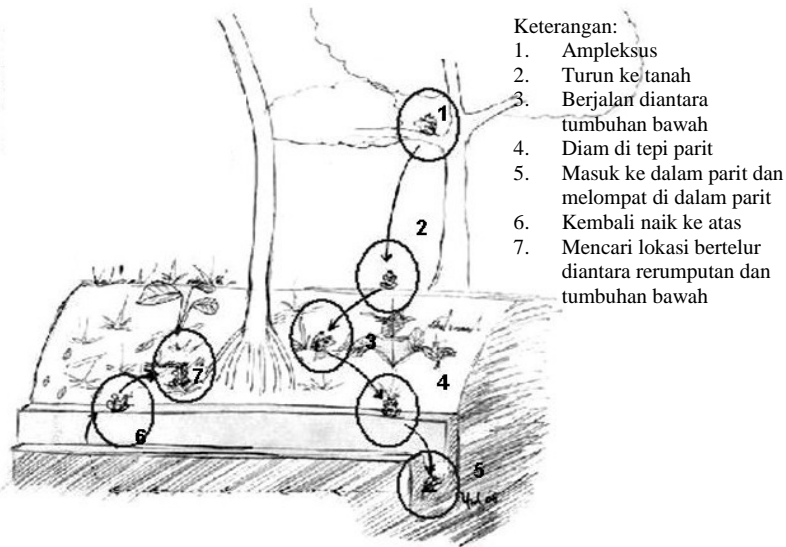 Keterangan:
1. Ampleksus
2. Turun ke tanah
3. Berjalan diantara
tumbuhan bawah
4. Diam di tepi parit
5. Masuk ke dalam parit dan
melompat di dalam parit
6. Kembali naik ke atas
7. Mencari lokasi bertelur
diantara rerumputan dan
tumbuhan bawah
1
2
3
4
5
6
7